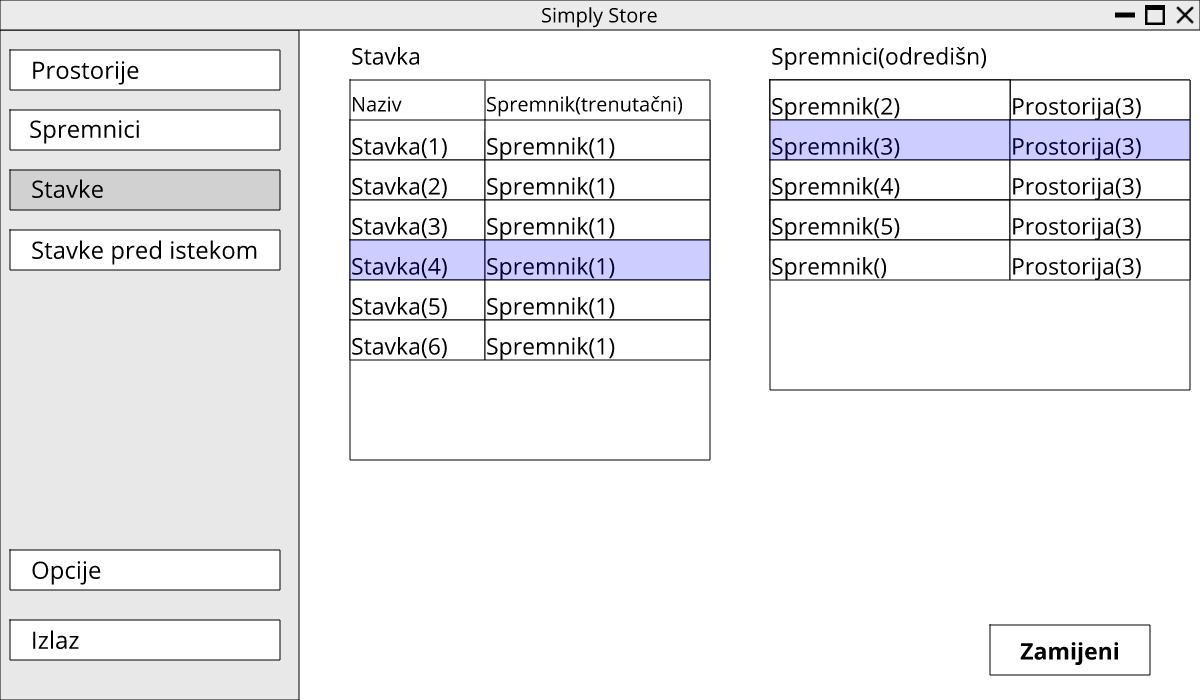 Simply Store
Prostorije
Spremnici
Stavke
Stavke pred istekom
Opcije
Izlaz
Stavka
Naziv Spremnik(trenutačni)
Stavka(1) Spremnik(1)
Stavka(2) Spremnik(1)
Stavka(3) Spremnik(1)
Stavka(4) Spremnik(1)
Stavka(5) Spremnik(1)
Stavka(6) Spremnik(1)
Spremnici(odredišn)
Spremnik(2) Prostorija(3)
Spremnik(3) Prostorija(3)
Spremnik(4) Prostorija(3)
Spremnik(5) Prostorija(3)
Spremnik() Prostorija(3)
Zamijeni